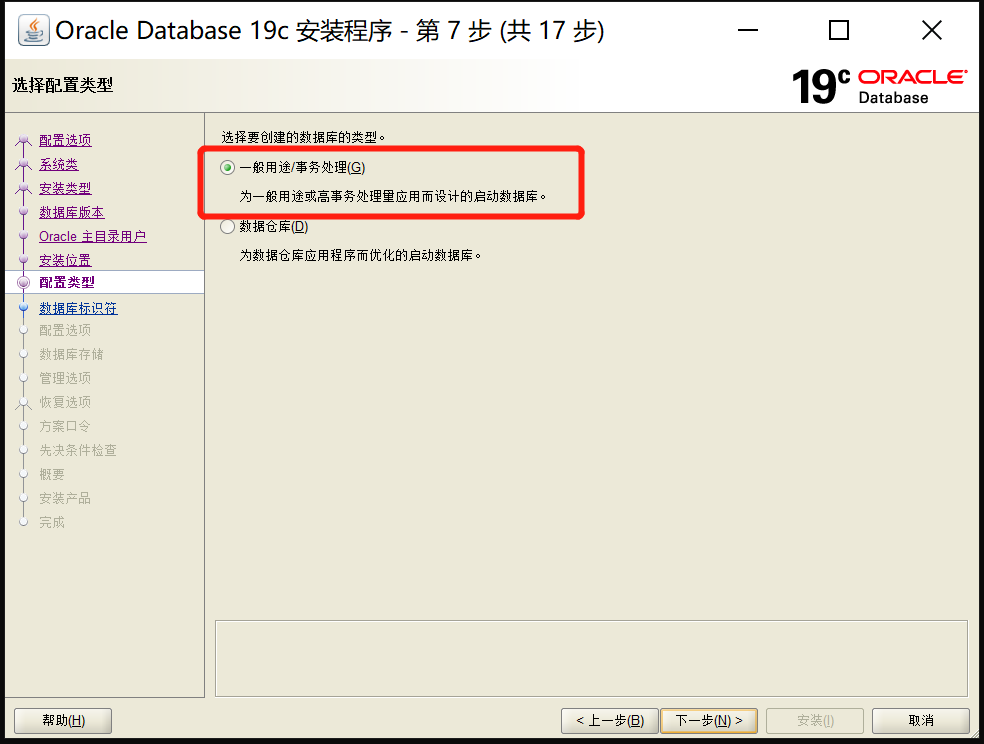 Oracle Database 19c 安装程序 - 第 7 步 (共 17 步)
选择配置类型
19c ORACLE
Database
配置选项
系统类
安装类型
数据库版本
Oracle 主目录用户
安装位置
配置类型
数据库标识符
配置选项
数据库存储
管理选项
恢复选项
方案口令
先决条件检查
概要
安装产品
完成
选择要创建的数据库的类型。
一般用途/事务处理(G)
为一般用途或高事务处理量应用而设计的启动数据库。
数据仓库(D)
为数据仓库应用程序而优化的启动数据库。
帮助(H)
< 上一步(B)
下一步(N) >
安装(I)
取消